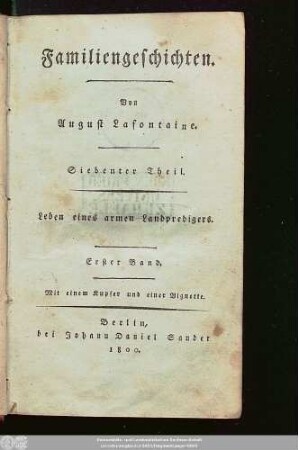 Familiengeschichten.
Von
August Lafontaine.
Siebenter Theil.
Leben eines armen Landpredigers.
Erster Band.
Mit einem Kupfer und einer Vignette.
Berlin,
bei Johann Daniel Sander
1800.